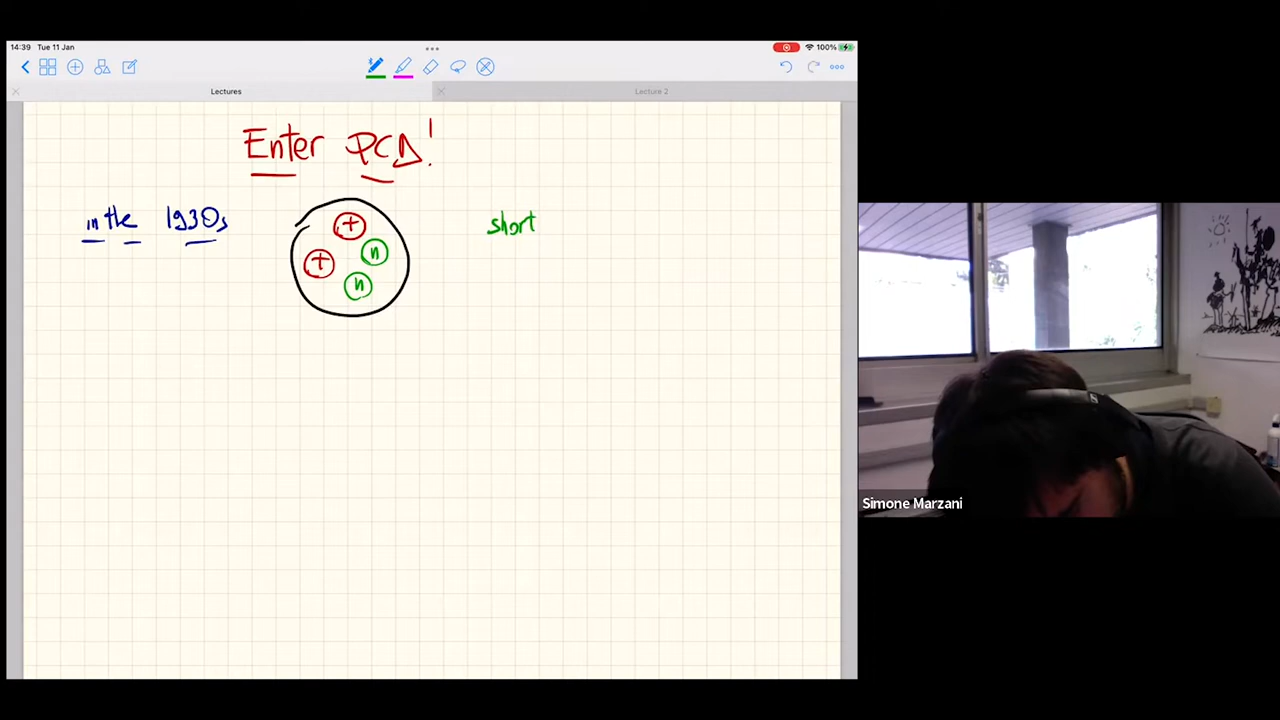 14:39 Tue 11 Jan
100%
Lectures
Lecture 2
Enter QCD!
in the 1930s
+
+
n
n
short
Simone Marzani